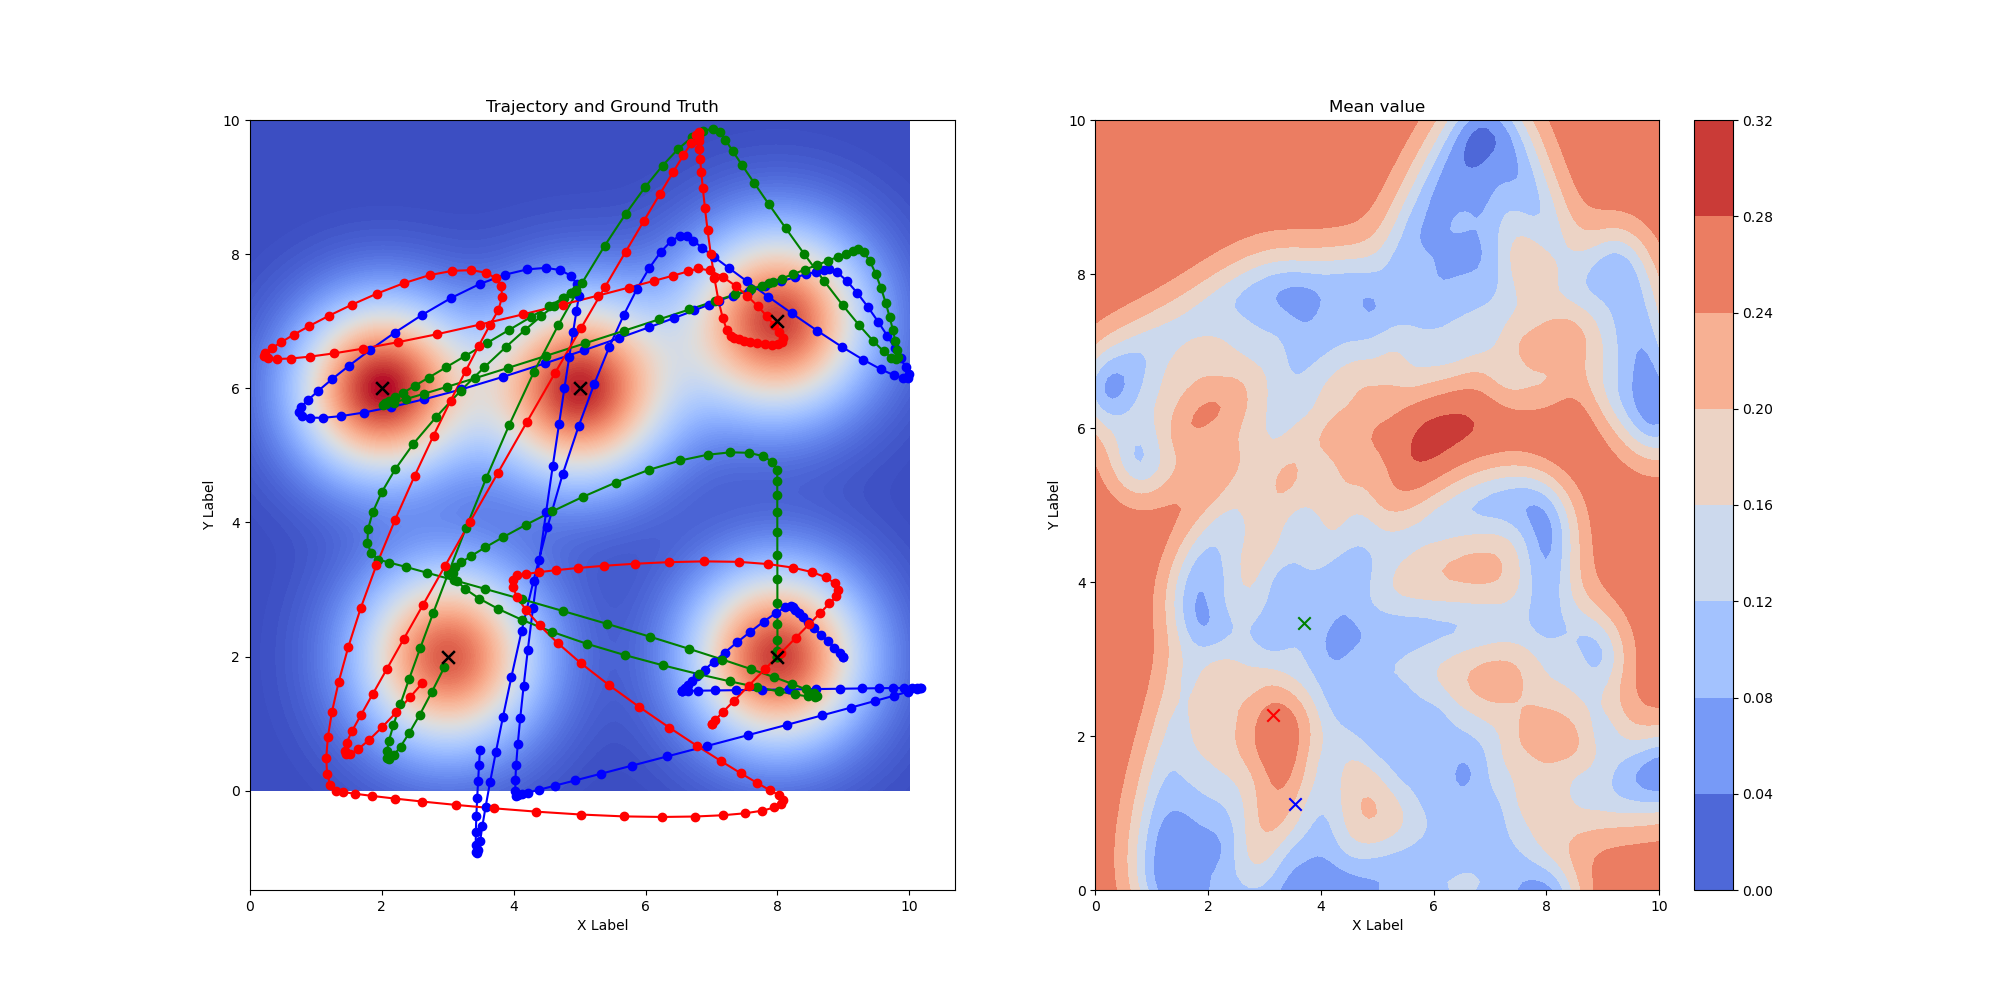 Trajectory and Ground Truth
10
8
6
4
2
0
Y Label
0 2 4 6 8 10
X Label
Mean value
10
8
6
4
2
0
Y Label
0 2 4 6 8 10
X Label
0.32
0.28
0.24
0.20
0.16
0.12
0.08
0.04
0.00